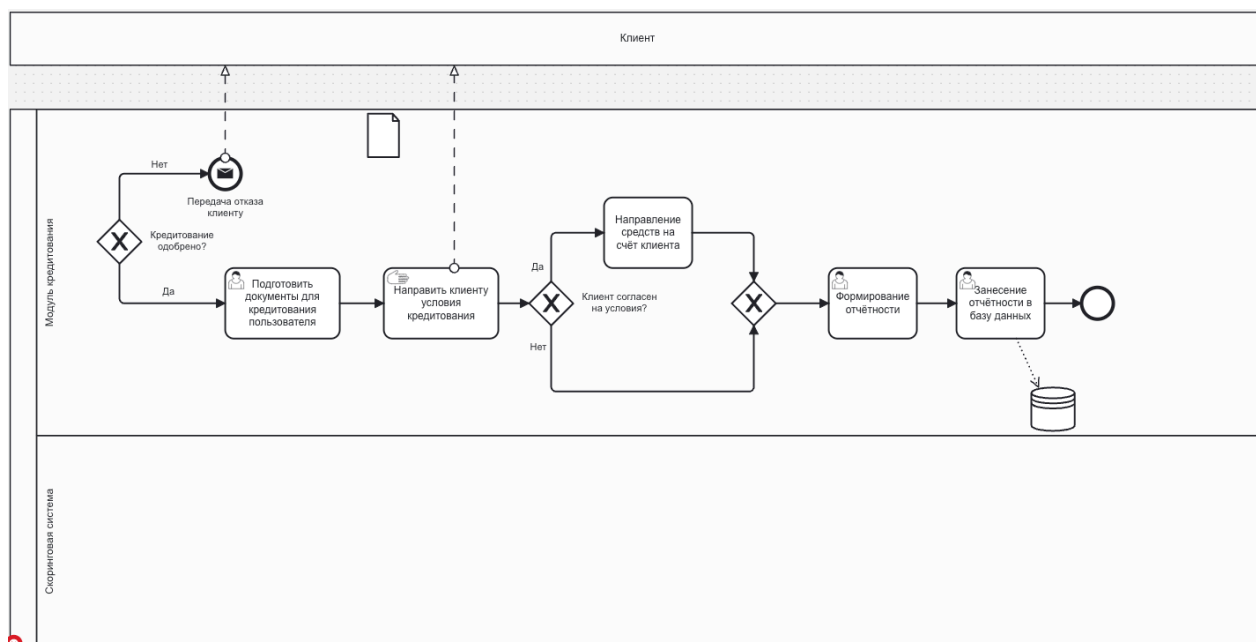 Клиент
Нет
Передача отказа
клиенту
Кредитование
одобрено?
Да
Подготовить
документы для
кредитования
пользователя
Направить клиенту
условия
кредитования
Да
Направление
средств на
счёт клиента
Клиент согласен
на условия?
Нет
Формирование
отчётности
Занесение
отчётности в
базу данных
Модуль кредитования
Скоринговая система